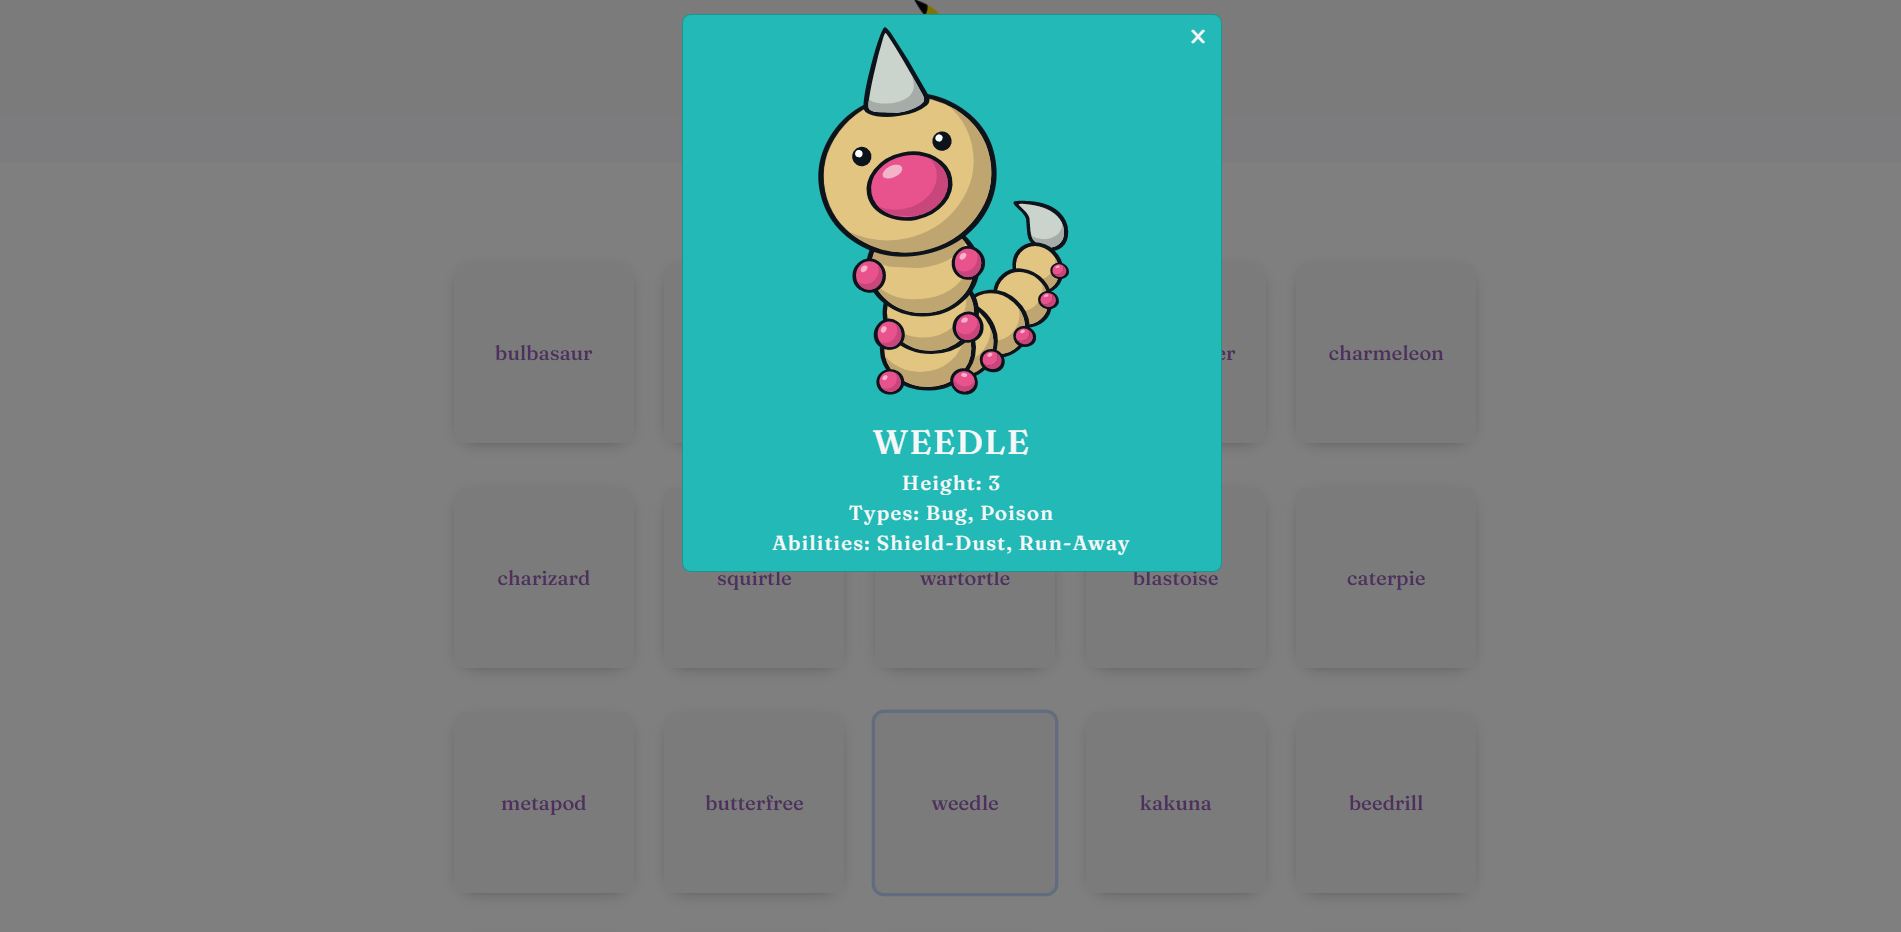 WEEDLE
Height: 3
Types: Bug, Poison
Abilities: Shield-Dust, Run-Away
bulbasaur
er
charmeleon
charizard
squirtle
wartortle
blastoise
caterpie
metapod
butterfree
weedle
kakuna
beedrill